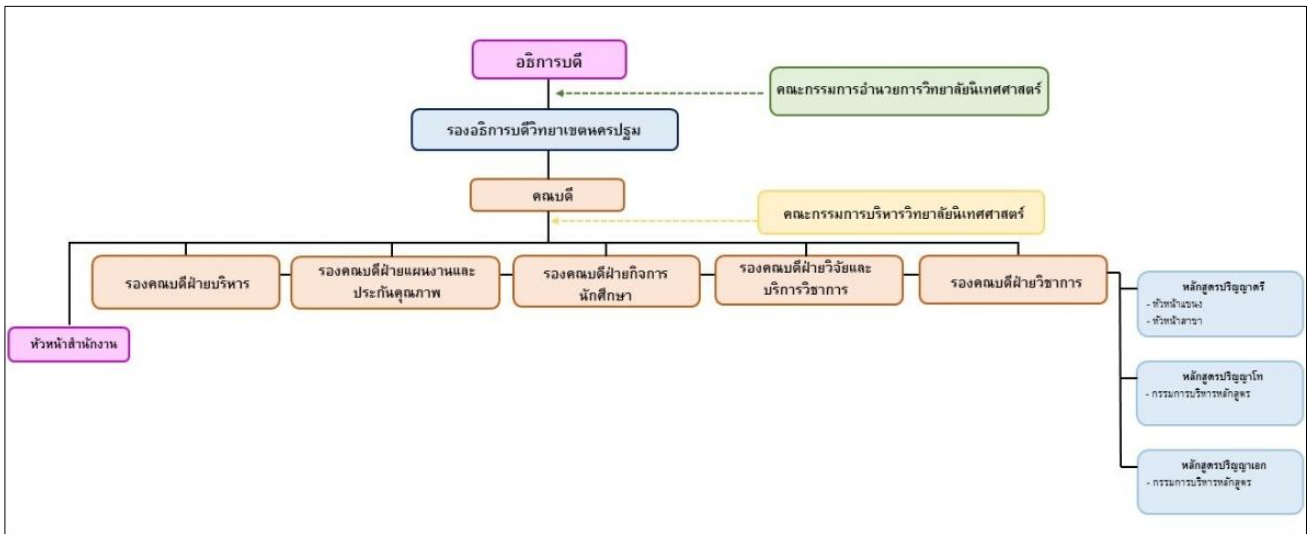 อธิการบดี
คณะกรรมการอำนวยการวิทยาลัยนิเทศศาสตร์
รองอธิการบดีวิทยาเขตนครปฐม
คณบดี
คณะกรรมการบริหารวิทยาลัยนิเทศศาสตร์
รองคณบดีฝ่ายบริหาร
รองคณบดีฝ่ายแผนงานและ
ประกันคุณภาพ
รองคณบดีฝ่ายกิจการ
นักศึกษา
รองคณบดีฝ่ายวิจัยและ
บริการวิชาการ
รองคณบดีฝ่ายวิชาการ
หัวหน้าสำนักงาน
หลักสูตรปริญญาตรี
- หัวหน้าแขนง
- หัวหน้าสาขา
หลักสูตรปริญญาโท
- กรรมการบริหารหลักสูตร
หลักสูตรปริญญาเอก
- กรรมการบริหารหลักสูตร